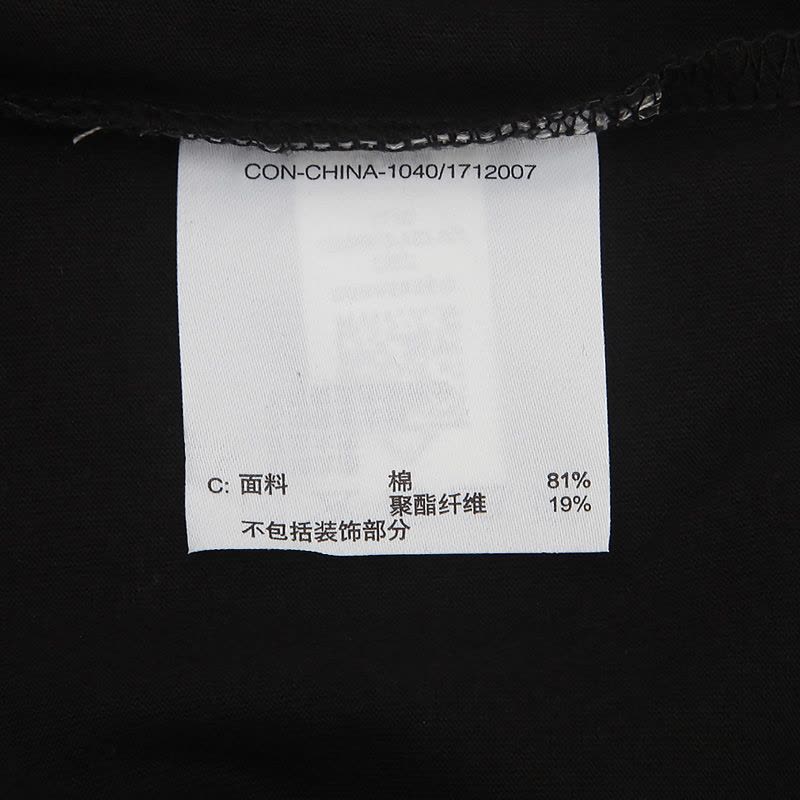 CON-CHINA-1040/1712007
C: 面料 棉 81%
聚酯纤维 19%
不包括装饰部分